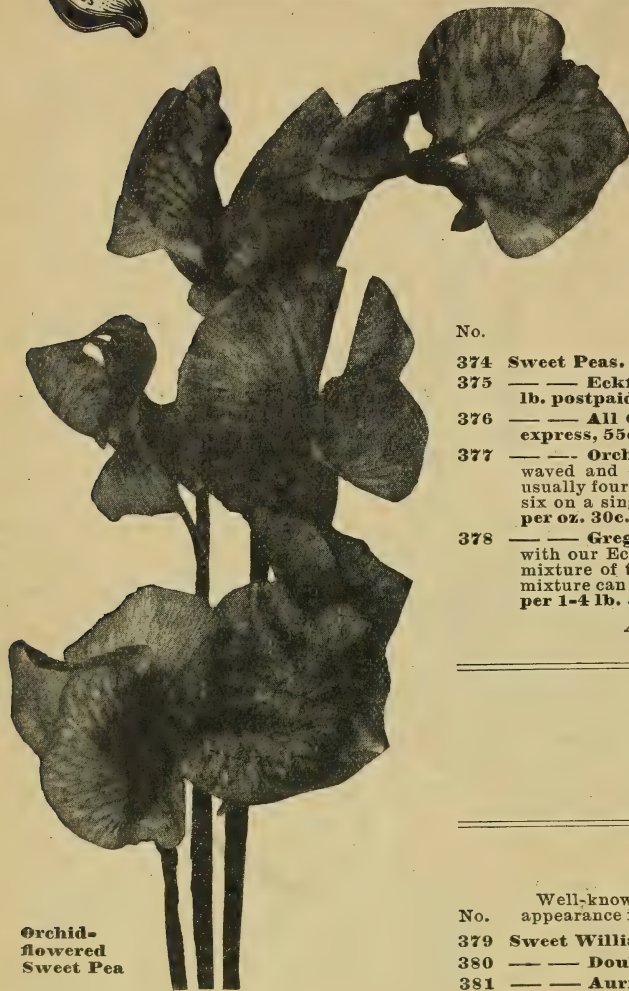 No.
374 Sweet Peas.
375 — — Eckf
lb. postpaid
376 — — All
express, 55
377 — — Orch
waved and
usually four
six on a sin
per oz. 30c.
378 — — Greg
with our Ec
mixture of t
mixture can
per 1-4 lb.
Well-know
No. appearance
379 Sweet Willia
380 — — Dou
381 — — Auri
Orchid-
flowered
Sweet Pea